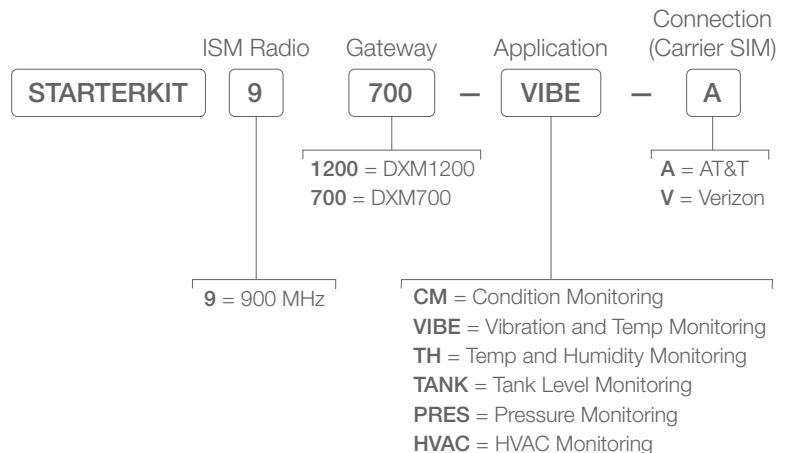 ISM Radio Gateway Application Connection (Carrier SIM)
STARTERKIT 9 700 – VIBE – A
1200 = DXM1200
700 = DXM700
A = AT&T
V = Verizon
9 = 900 MHz
CM = Condition Monitoring
VIBE = Vibration and Temp Monitoring
TH = Temp and Humidity Monitoring
TANK = Tank Level Monitoring
PRES = Pressure Monitoring
HVAC = HVAC Monitoring